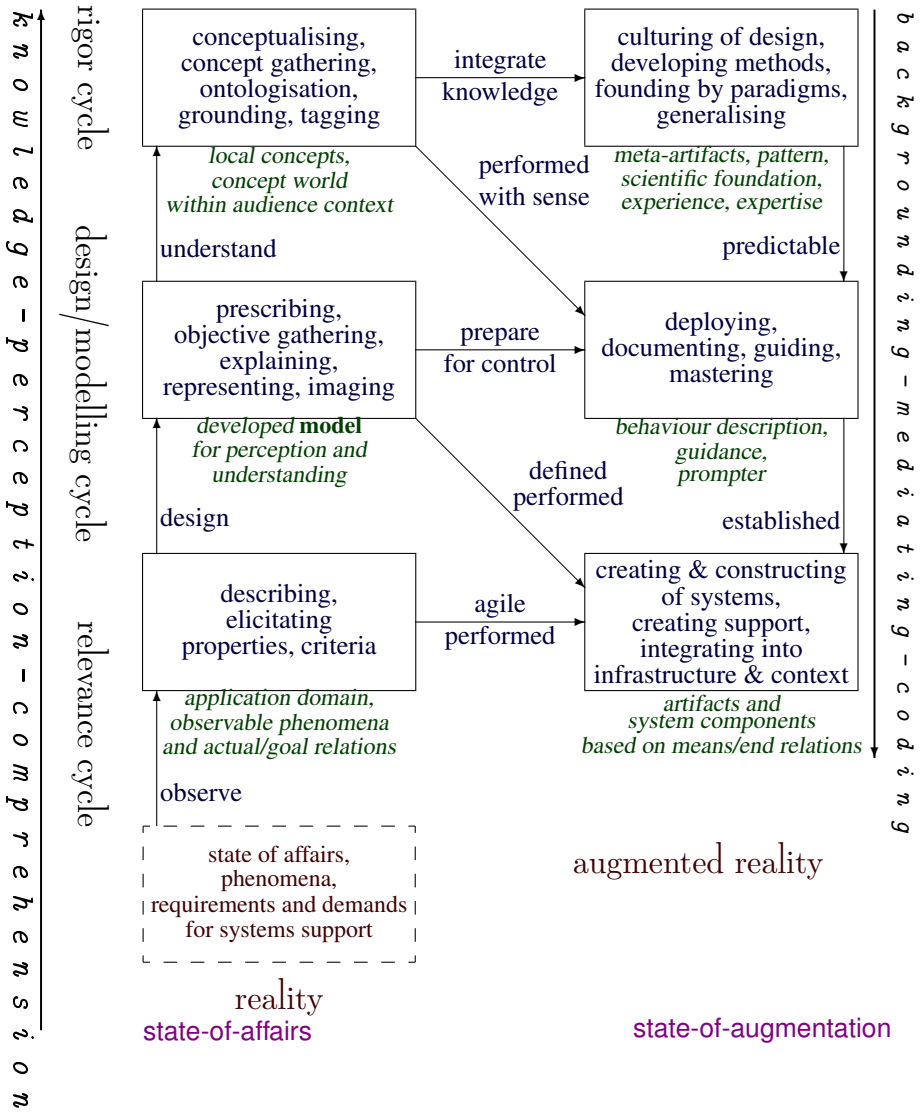 knowledge-perception-comprehension
rigor cycle
design/modelling cycle
relevance cycle
conceptualising,
concept gathering,
ontologisation,
grounding, tagging
integrate
knowledge
culturing of design,
developing methods,
founding by paradigms,
generalising
local concepts,
concept world
within audience context
performed
with sense
meta-artifacts, pattern,
scientific foundation,
experience, expertise
understand
predictable
prescribing,
objective gathering,
explaining,
representing, imaging
prepare
for control
deploying,
documenting, guiding,
mastering
developed model
for perception and
understanding
defined
performed
behaviour description,
guidance,
prompter
design
established
describing,
elicitating
properties, criteria
agile
performed
creating & constructing
of systems,
creating support,
integrating into
infrastructure & context
application domain,
observable phenomena
and actual/goal relations
artifacts and
system components
based on means/end relations
observe
state of affairs,
phenomena,
requirements and demands
for systems support
augmented reality
reality
state-of-affairs
state-of-augmentation
backgrounding-mediating-coding